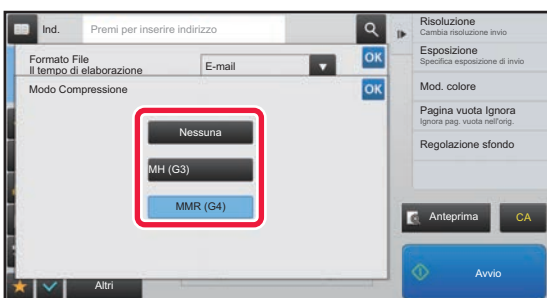 Ind.
Premi per inserire indirizzo
Formato File
Il tempo di elaborazione
E-mail
OK
Modo Compressione
OK
Nessuna
MH (G3)
MMR (G4)
Altri
Risoluzione
Cambia risoluzione invio
Esposizione
Specifica esposizione di invio
Mod. colore
Pagina vuota Ignora
Ignora pag. vuota nell'orig.
Regolazione sfondo
Anteprima
CA
Avvio